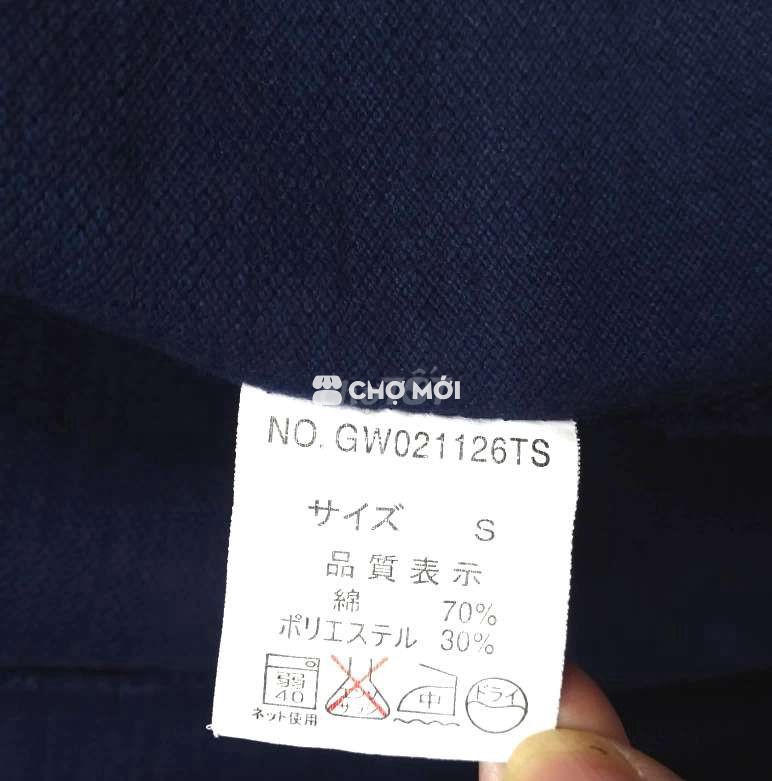 CHỢ MỚI
NO. GW021126TS
サイズ S
品質表示
綿 70%
ポリエステル 30%
弱
40
中
ドライ
ネット使用